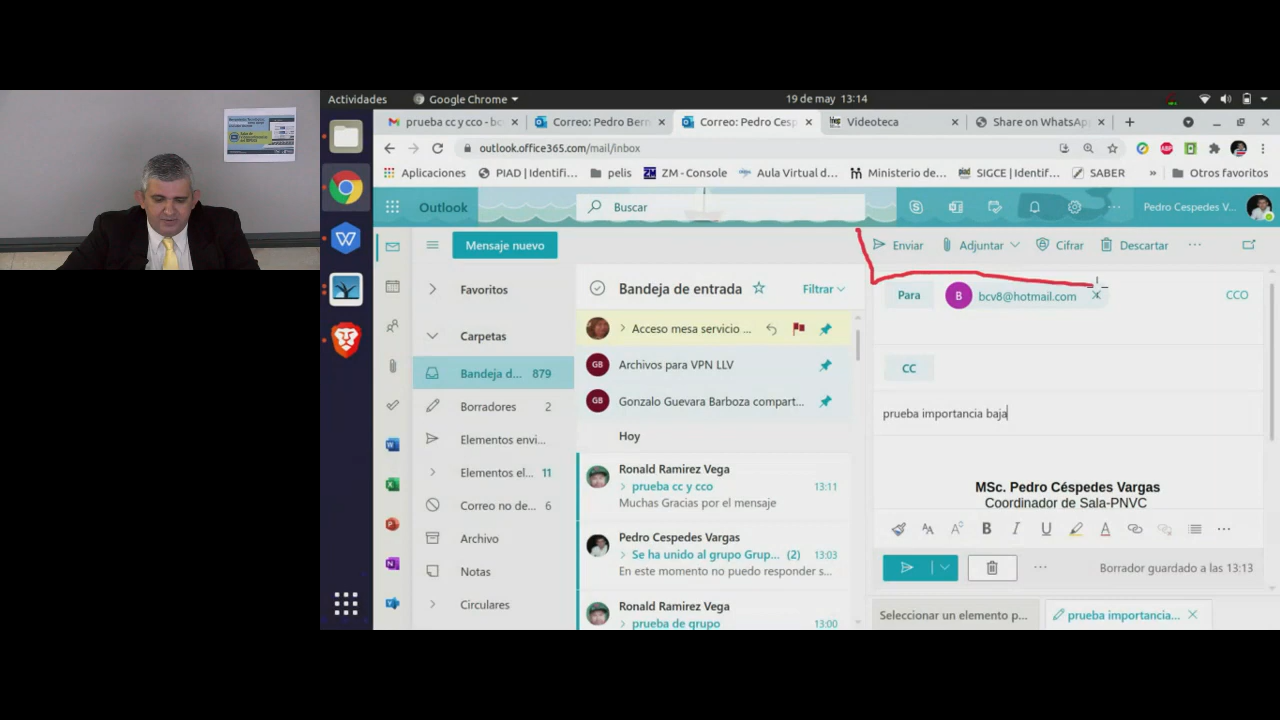 Actividades
Google Chrome
19 de may 13:14
prueba cc y cco - bc
Correo: Pedro Bern
Correo: Pedro Cesp
Videoteca
Share on WhatsApp
outlook.office365.com/mail/inbox
Aplicaciones
PIAD | Identifi...
pelis
ZM - Console
Aula Virtual d...
Ministerio de...
SIGCE | Identif...
SABER
»
Otros favoritos
Outlook
Buscar
Pedro Cespedes V...
Mensaje nuevo
Enviar
Adjuntar
Cifrar
Descartar
Favoritos
Carpetas
Bandeja d... 879
Borradores 2
Elementos envi...
Elementos el... 11
Correo no de... 6
Archivo
Notas
Circulares
Bandeja de entrada
Filtrar
Acceso mesa servicio ...
GB
Archivos para VPN LLV
GB
Gonzalo Guevara Barboza compart...
Hoy
Ronald Ramirez Vega
prueba cc y cco 13:11
Muchas Gracias por el mensaje
Pedro Cespedes Vargas
Se ha unido al grupo Grup... (2) 13:03
En este momento no puedo responder s...
Ronald Ramirez Vega
prueba de grupo 13:00
Para
B
bcv8@hotmail.com
CCO
CC
prueba importancia baja
MSc. Pedro Céspedes Vargas
Coordinador de Sala-PNVC
Borrador guardado a las 13:13
Seleccionar un elemento p...
prueba importancia...